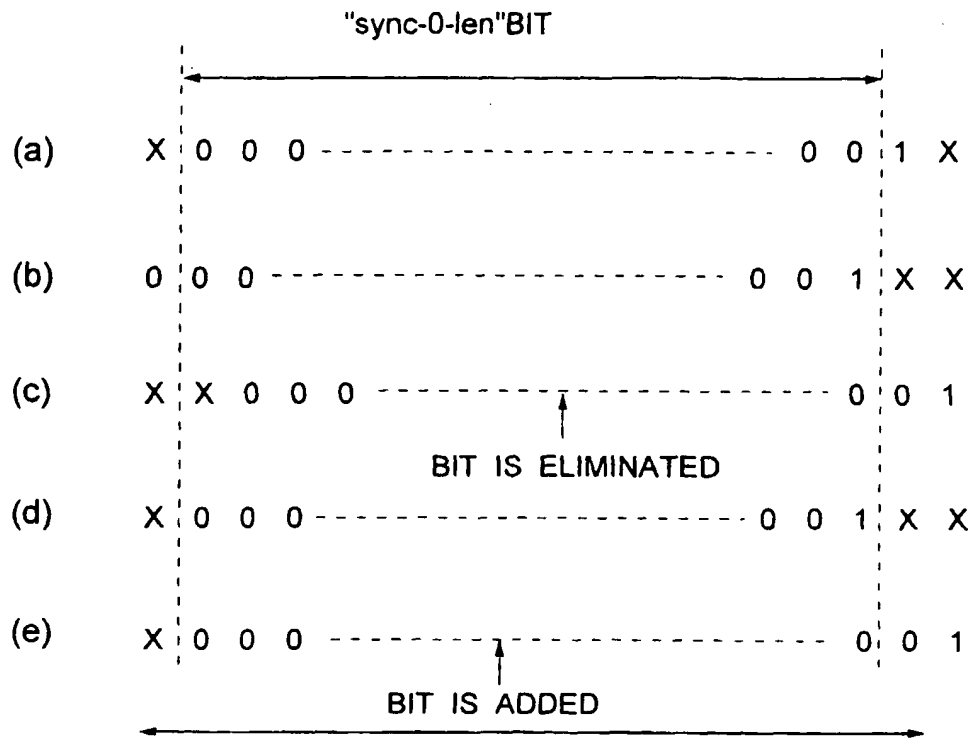 "sync-0-len"BIT
(a) X 0 0 0 ---------- 0 0 1 X
(b) 0 0 0 ---------- 0 0 1 X X
(c) X X 0 0 0 ---------- 0 0 1
BIT IS ELIMINATED
(d) X 0 0 0 ---------- 0 0 1 X X
(e) X 0 0 0 ---------- 0 0 1
BIT IS ADDED